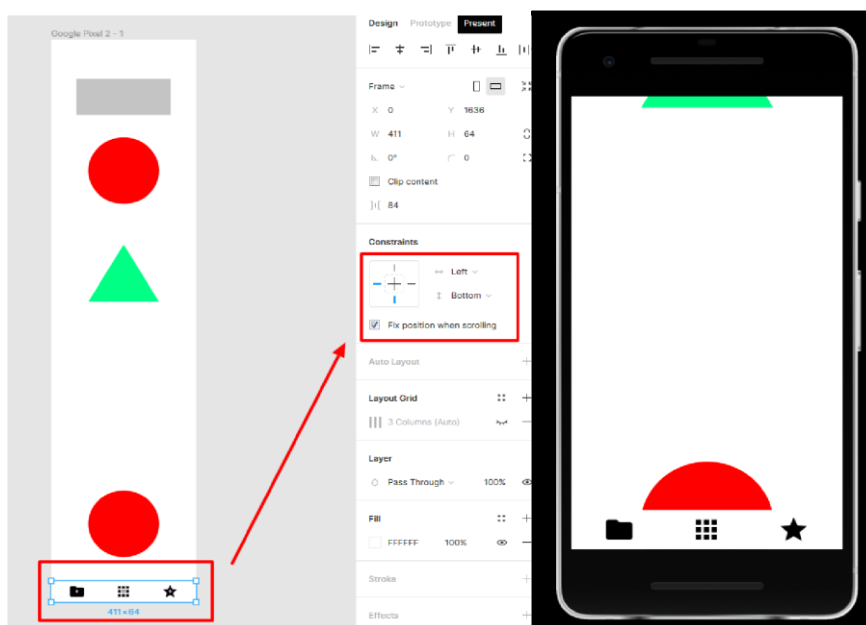 Google Pixel 2 - 1
411×64
Design Prototype Present
Frame
X 0 Y 1636
W 411 H 64
0° 0
Clip content
84
Constraints
Left
Bottom
Fix position when scrolling
Auto Layout
Layout Grid
3 Columns (Auto)
Layer
Pass Through 100%
Fill
FFFFFF 100%
Stroke
Effects